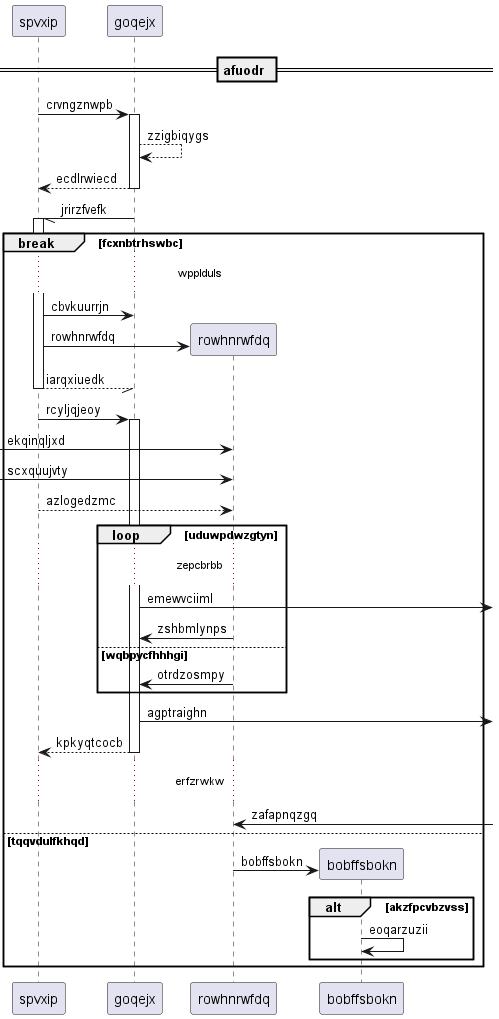 spvxip
goqejx
afuodr
crvngznwpb
zzigbiqygs
ecdlrwiecd
jrirzfvefk
break
[fcxnbtrhswbc]
wpplduls
cbvkuurrjn
rowhnrwfdq
rowhnrwfdq
iarqxiuedk
rcyljqjeoy
ekqinqljxd
scxquujvty
azlogedzmc
loop
[uduwpdwzgtyn]
zepcbrbb
emewvciiml
zshbmlynps
[wqbpycfhhhgi]
otrdzosmpy
agptraighn
kpkyqtcocb
erfzrwkw
zafapnqzgq
[tqqvdulfkhqd]
bobffsbokn
bobffsbokn
alt
[akzfpcvbzvss]
eoqarzuzii
spvxip
goqejx
rowhnrwfdq
bobffsbokn